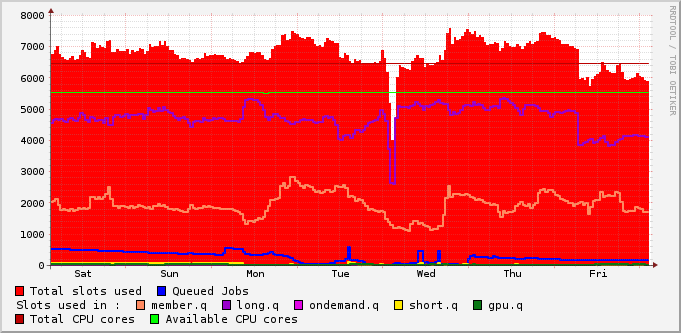 8000
7000
6000
5000
4000
3000
2000
1000
0
Sat Sun Mon Tue Wed Thu Fri
RRDTOOL / TOBI OETIKER
Total slots used Queued Jobs
Slots used in : member.q long.q ondemand.q short.q gpu.q
Total CPU cores Available CPU cores